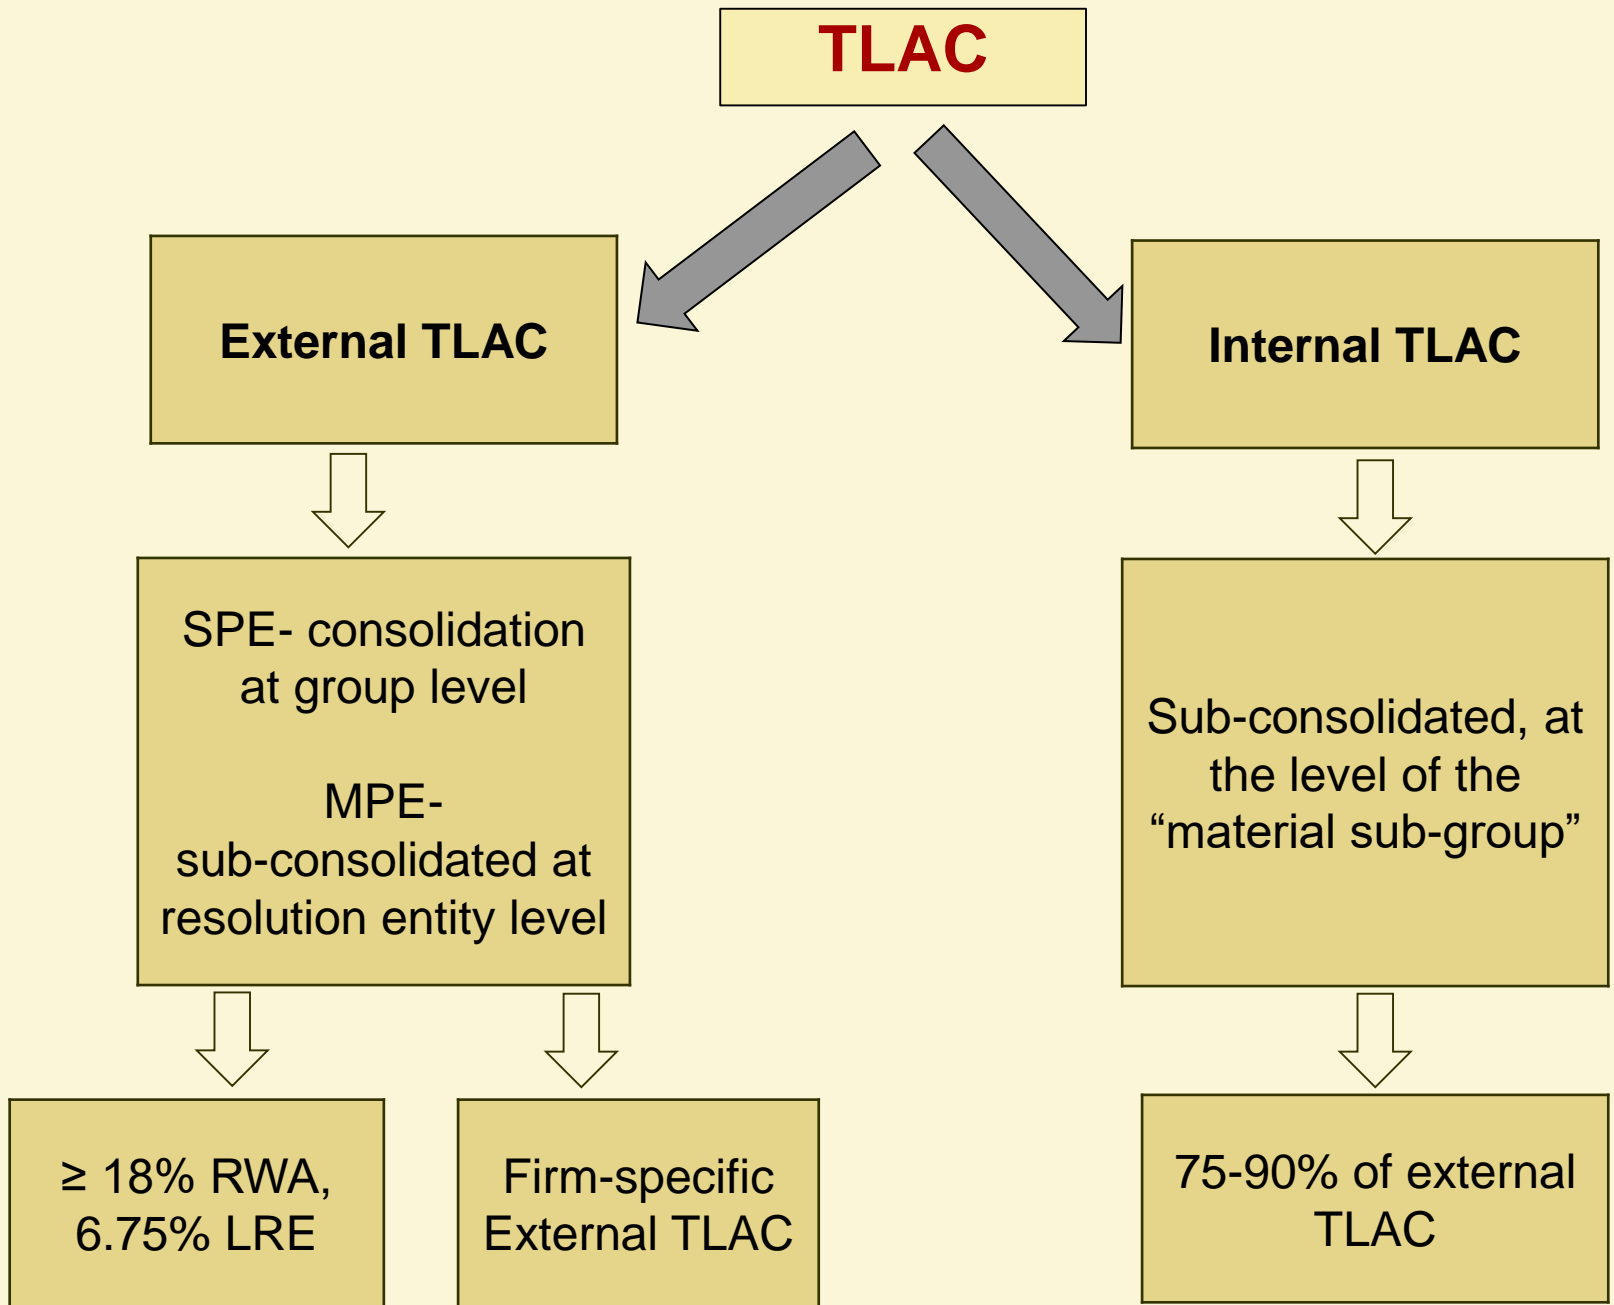 TLAC
External TLAC
Internal TLAC
SPE- consolidation
at group level
MPE-
sub-consolidated at
resolution entity level
Sub-consolidated, at
the level of the
“material sub-group”
≥ 18% RWA,
6.75% LRE
Firm-specific
External TLAC
75-90% of external
TLAC